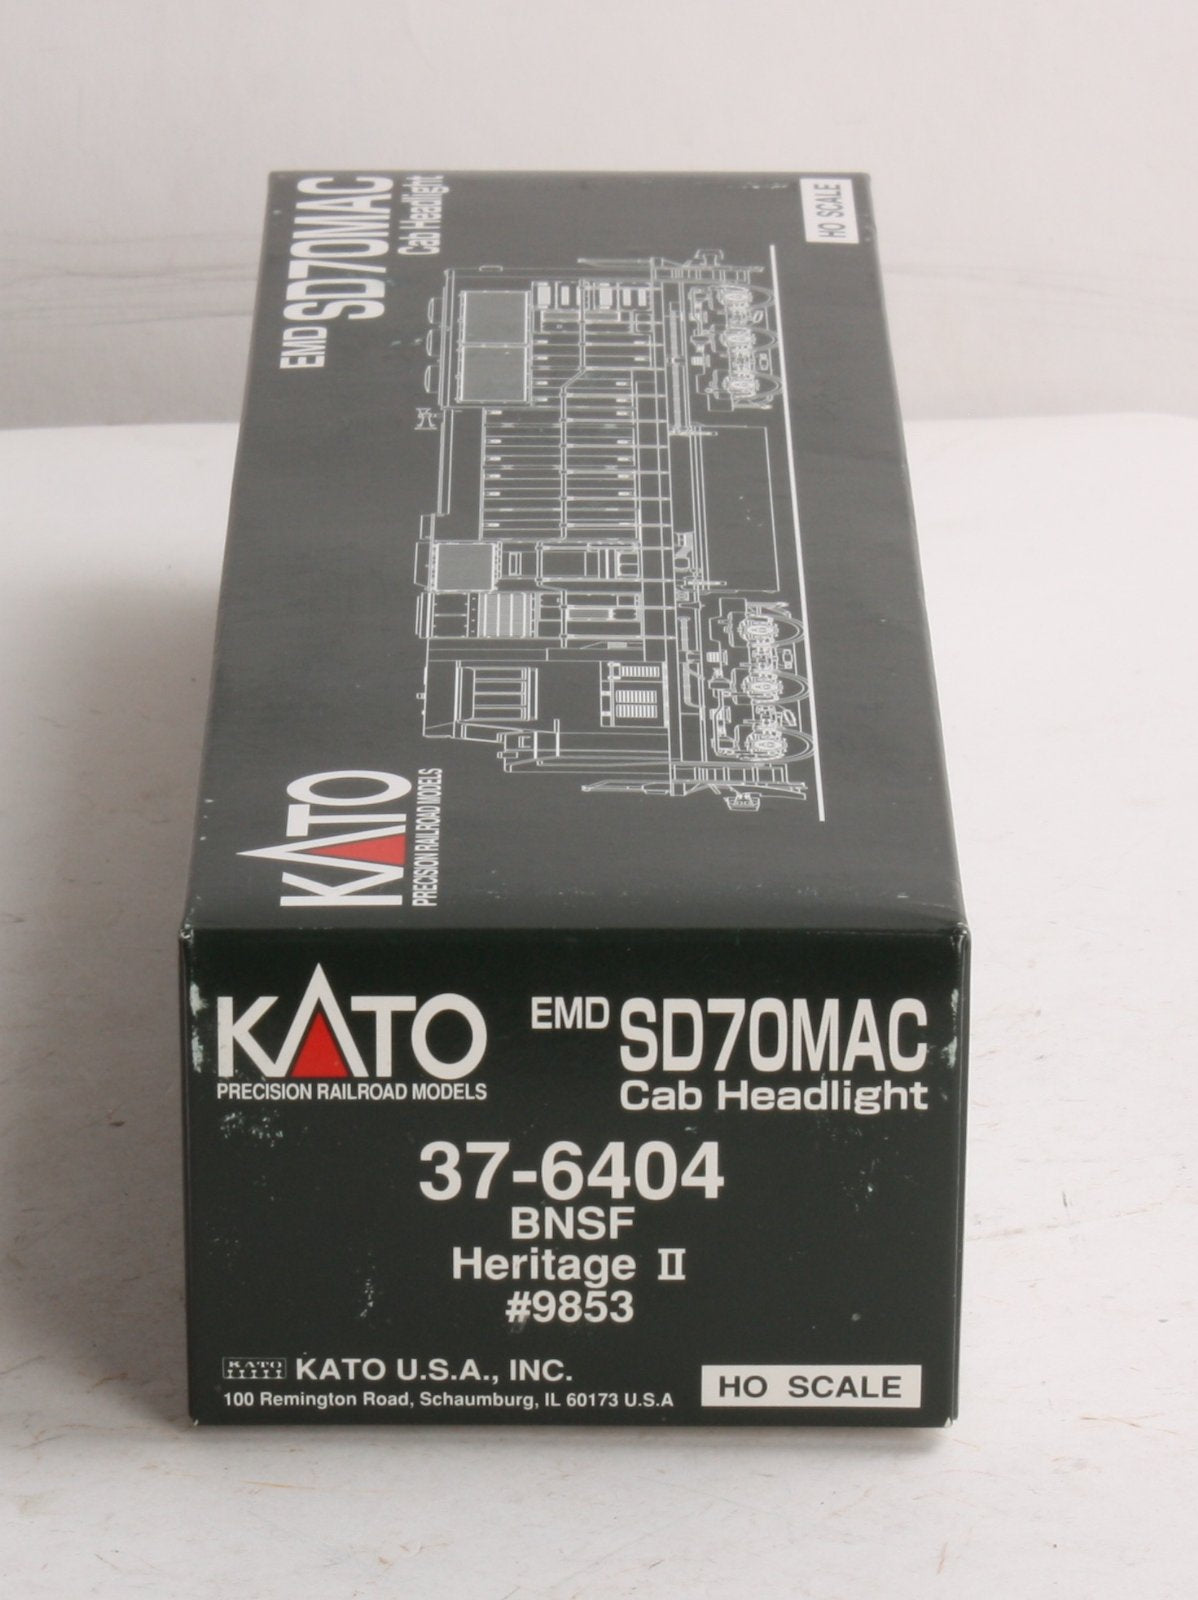 EMD SD70MAC
Cab Headlight
HO SCALE
KATO
PRECISION RAILROAD MODELS
KATO
PRECISION RAILROAD MODELS
EMD SD70MAC
Cab Headlight
37-6404
BNSF
Heritage II
#9853
KATO KATO U.S.A., INC.
100 Remington Road, Schaumburg, IL 60173 U.S.A
HO SCALE